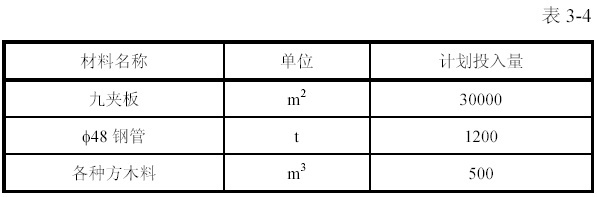 表 3-4
材料名称 单位 计划投入量
九夹板 m² 30000
ϕ48 钢管 t 1200
各种方木料 m³ 500